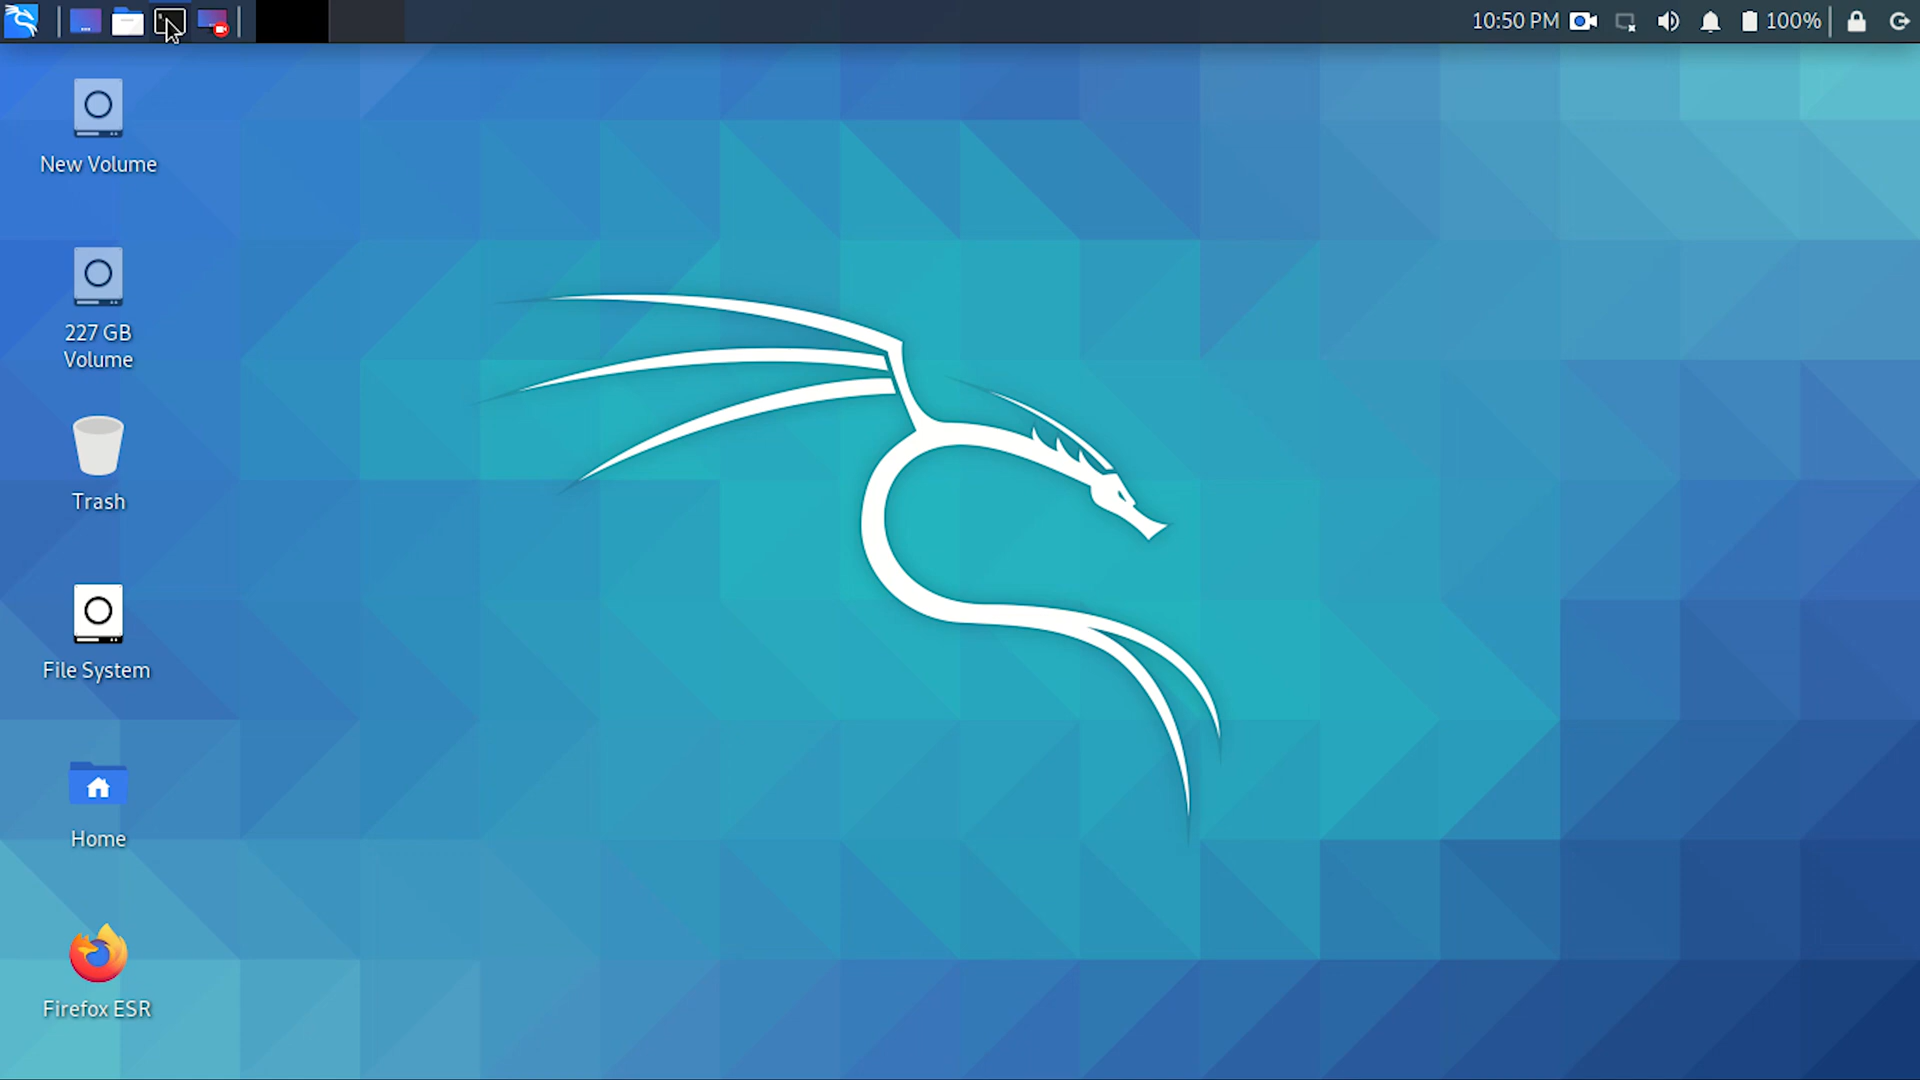 10:50 PM
100%
New Volume
227 GB
Volume
Trash
File System
Home
Firefox ESR